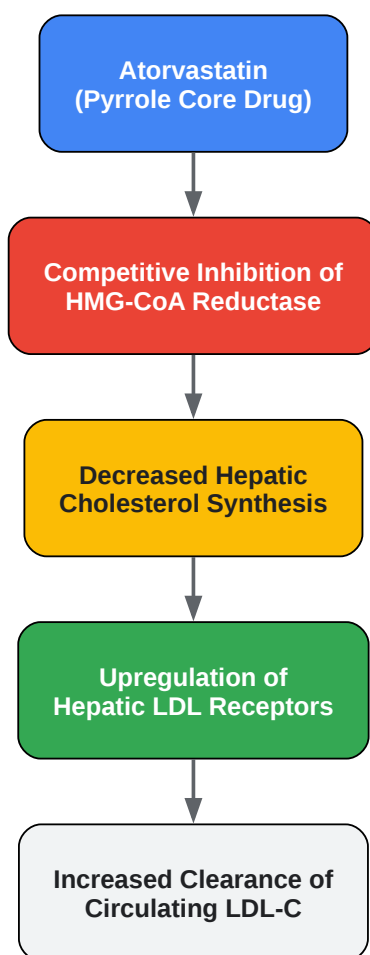 Atorvastatin
(Pyrrole Core Drug)
Competitive Inhibition of
HMG-CoA Reductase
Decreased Hepatic
Cholesterol Synthesis
Upregulation of
Hepatic LDL Receptors
Increased Clearance of
Circulating LDL-C